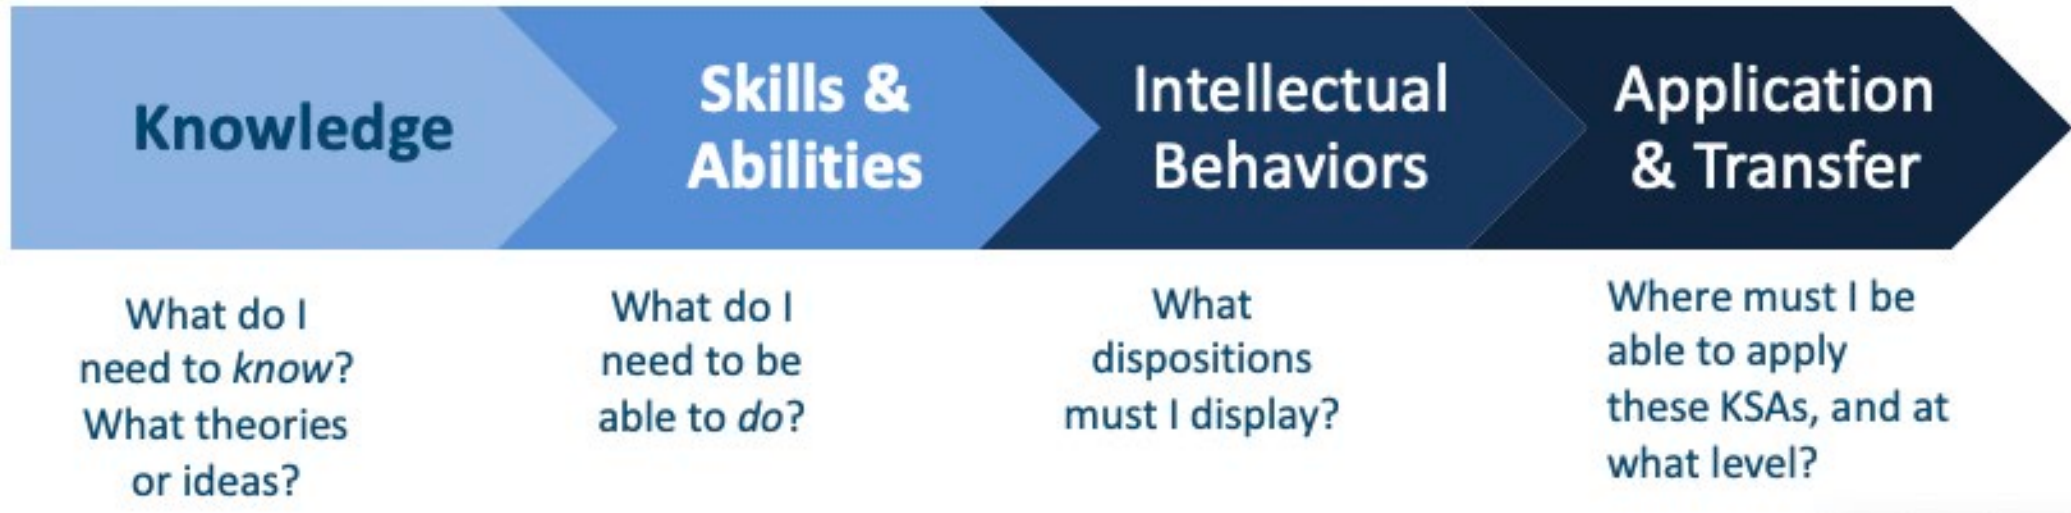 Knowledge
Skills &
Abilities
Intellectual
Behaviors
Application
& Transfer
What do I
need to know?
What theories
or ideas?
What do I
need to be
able to do?
What
dispositions
must I display?
Where must I be
able to apply
these KSAs, and at
what level?